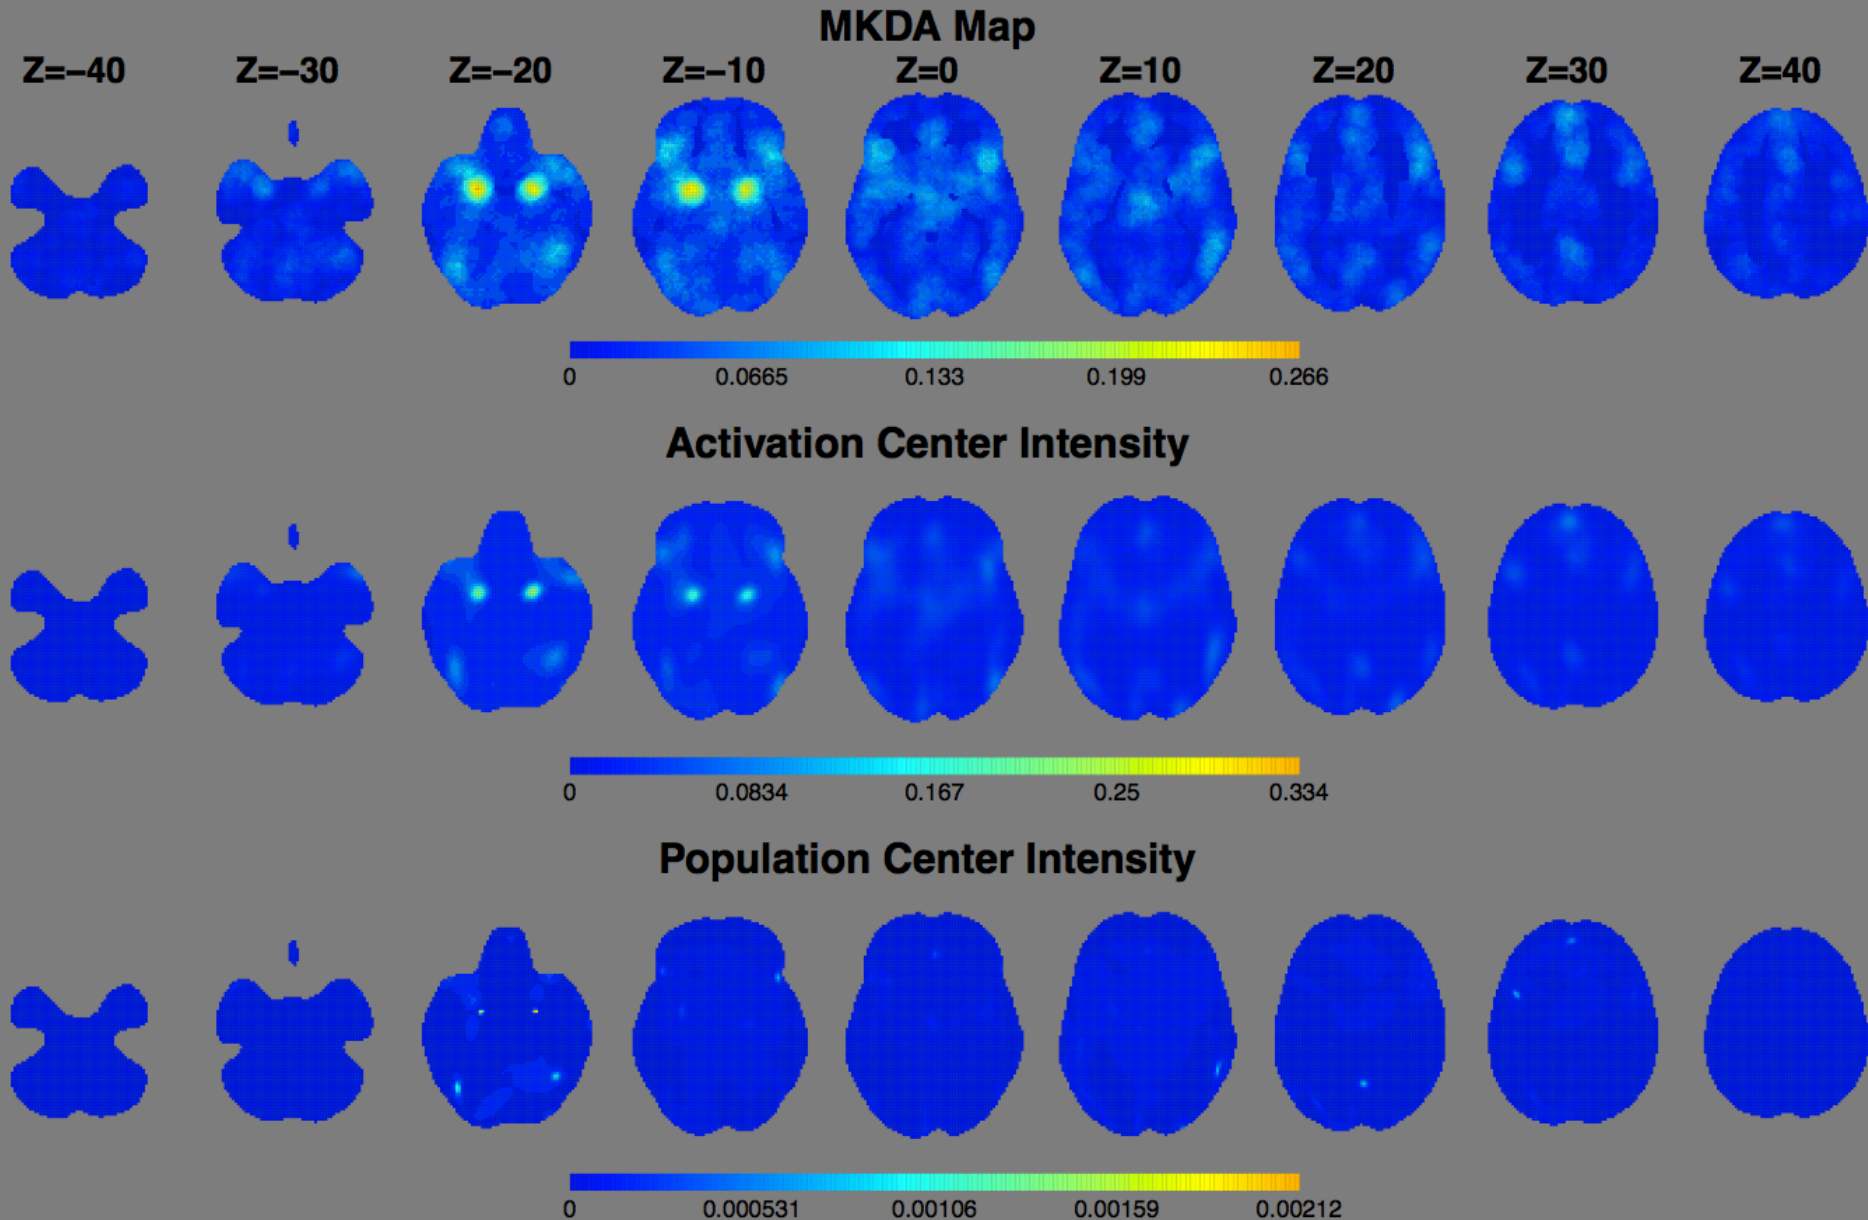 MKDA Map
Z=−40 Z=−30 Z=−20 Z=−10 Z=0 Z=10 Z=20 Z=30 Z=40
0 0.0665 0.133 0.199 0.266
Activation Center Intensity
0 0.0834 0.167 0.25 0.334
Population Center Intensity
0 0.000531 0.00106 0.00159 0.00212